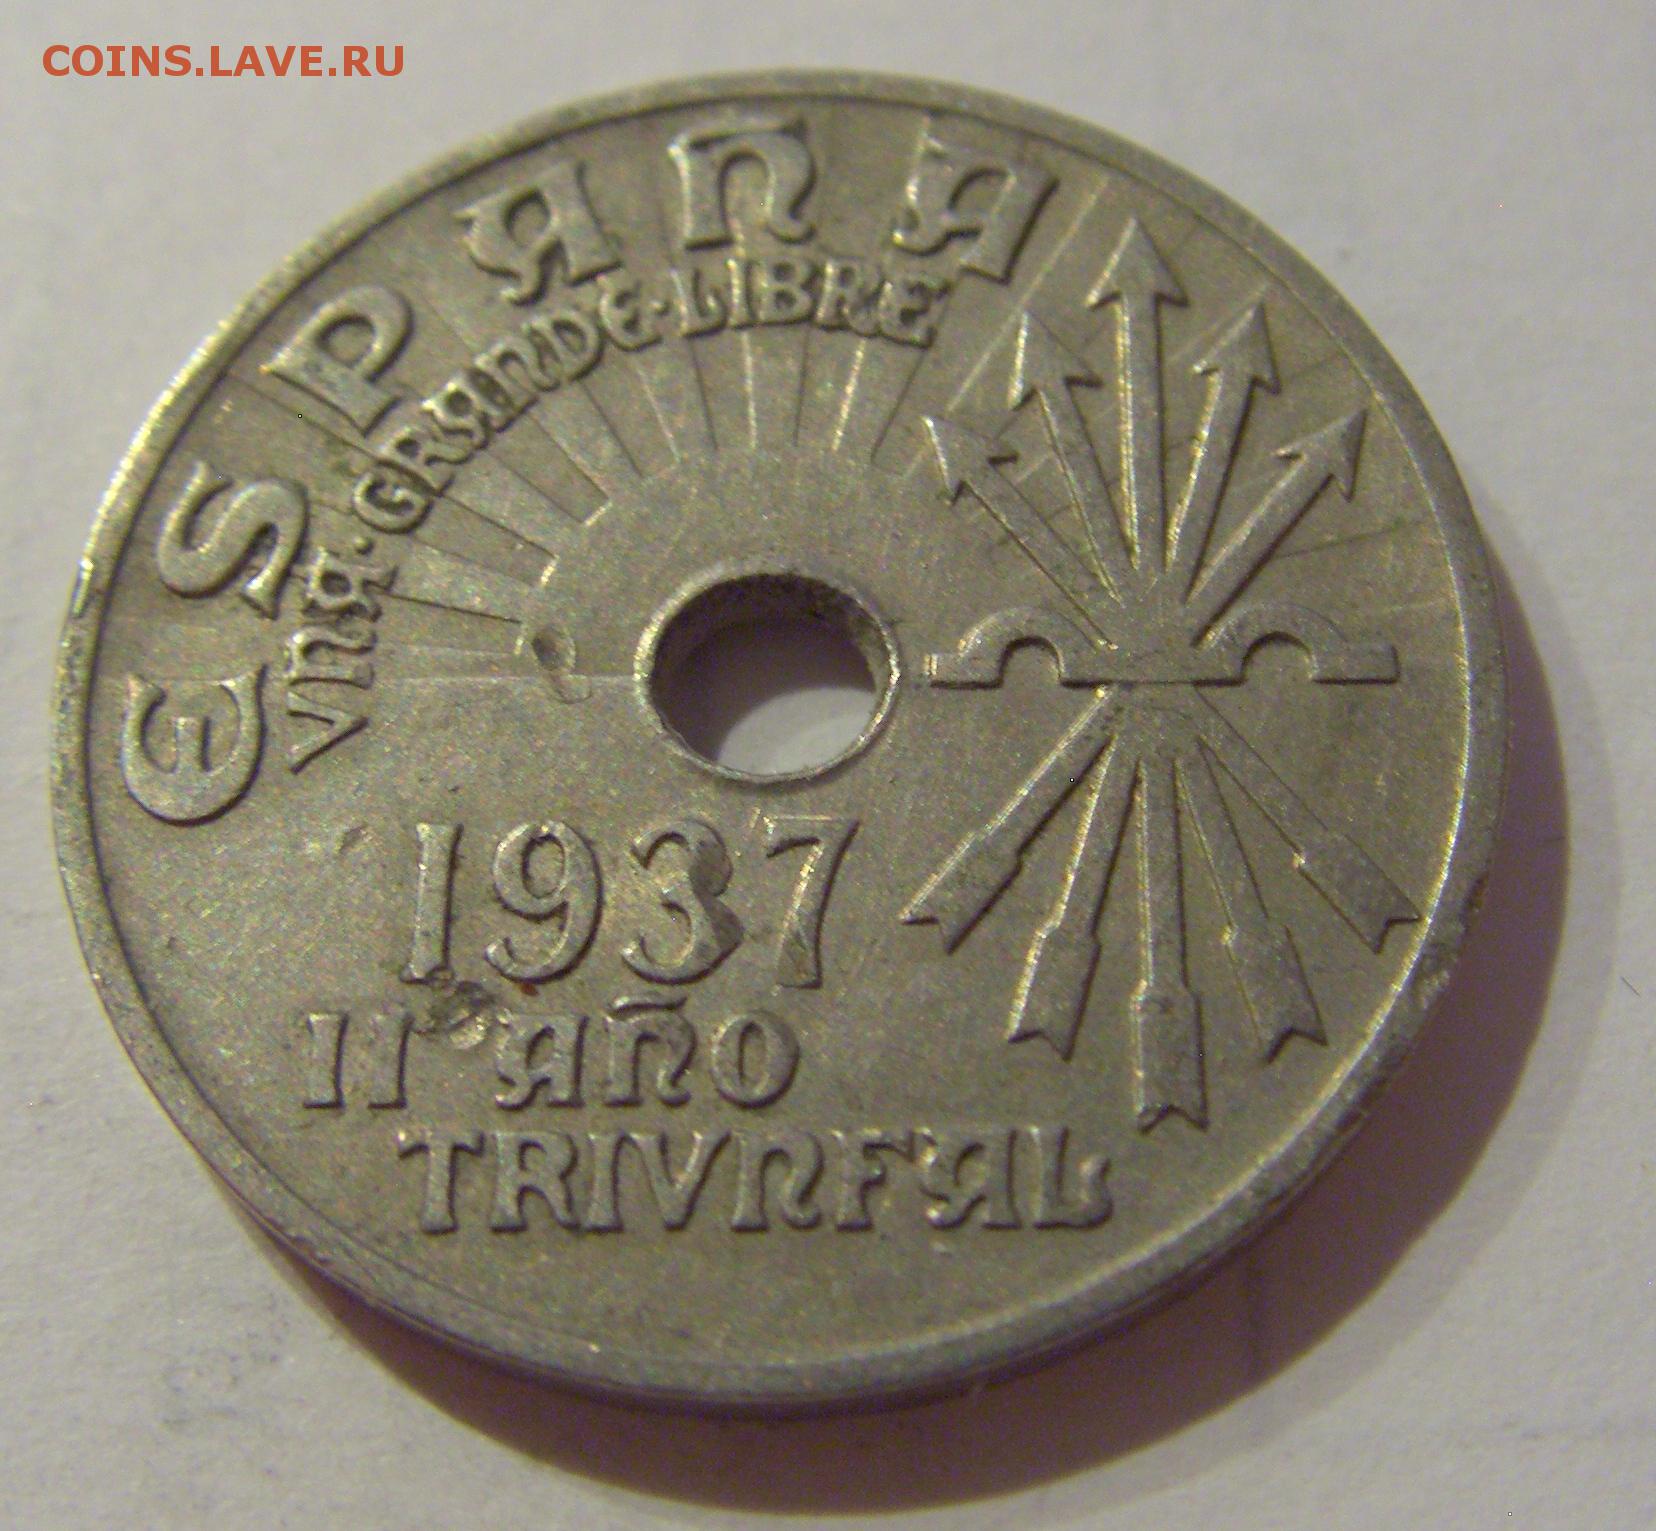 COINS.LAVE.RU
ESPAÑA
VNA·GRANDE·LIBRE
1937
II AÑO
TRIVNFAL